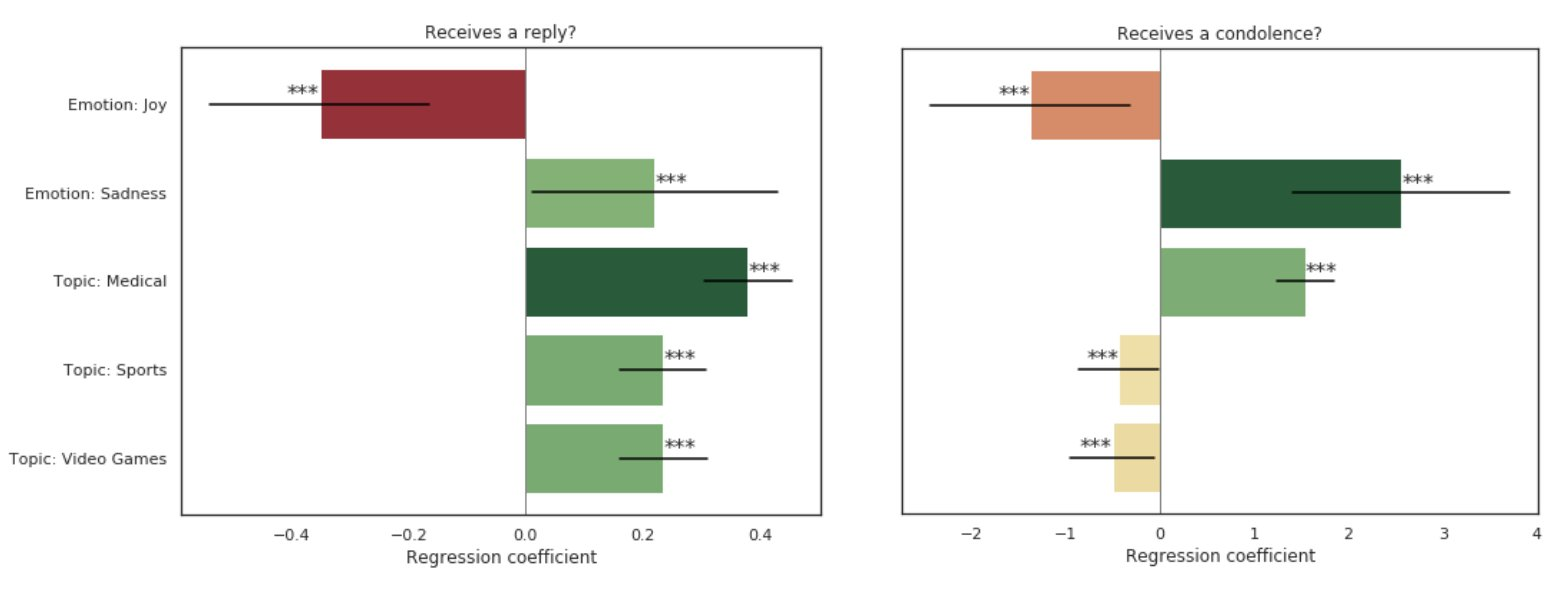 Receives a reply?
Emotion: Joy
Emotion: Sadness
Topic: Medical
Topic: Sports
Topic: Video Games
***
***
***
***
***
−0.4 −0.2 0.0 0.2 0.4
Regression coefficient
Receives a condolence?
***
***
***
***
***
−2 −1 0 1 2 3 4
Regression coefficient